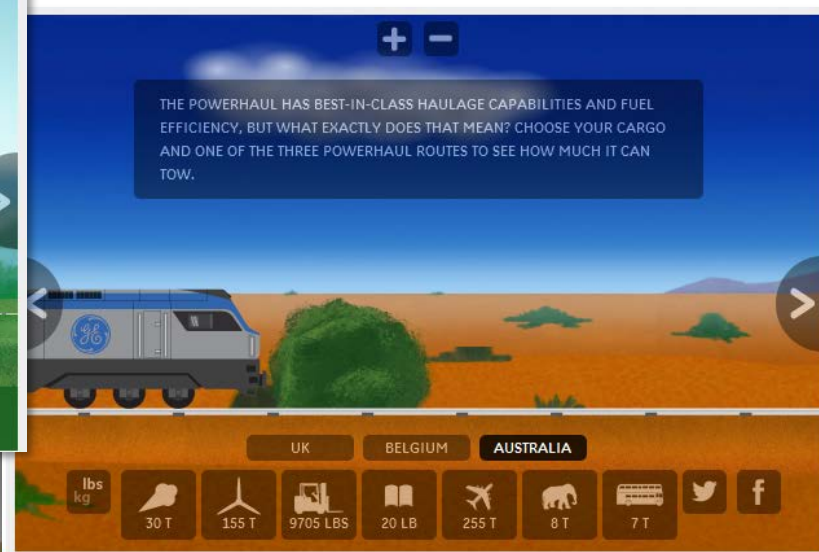 THE POWERHAUL HAS BEST-IN-CLASS HAULAGE CAPABILITIES AND FUEL
EFFICIENCY, BUT WHAT EXACTLY DOES THAT MEAN? CHOOSE YOUR CARGO
AND ONE OF THE THREE POWERHAUL ROUTES TO SEE HOW MUCH IT CAN
TOW.
GE
UK BELGIUM AUSTRALIA
lbs
kg
30 T 155 T 9705 LBS 20 LB 255 T 8 T 7 T